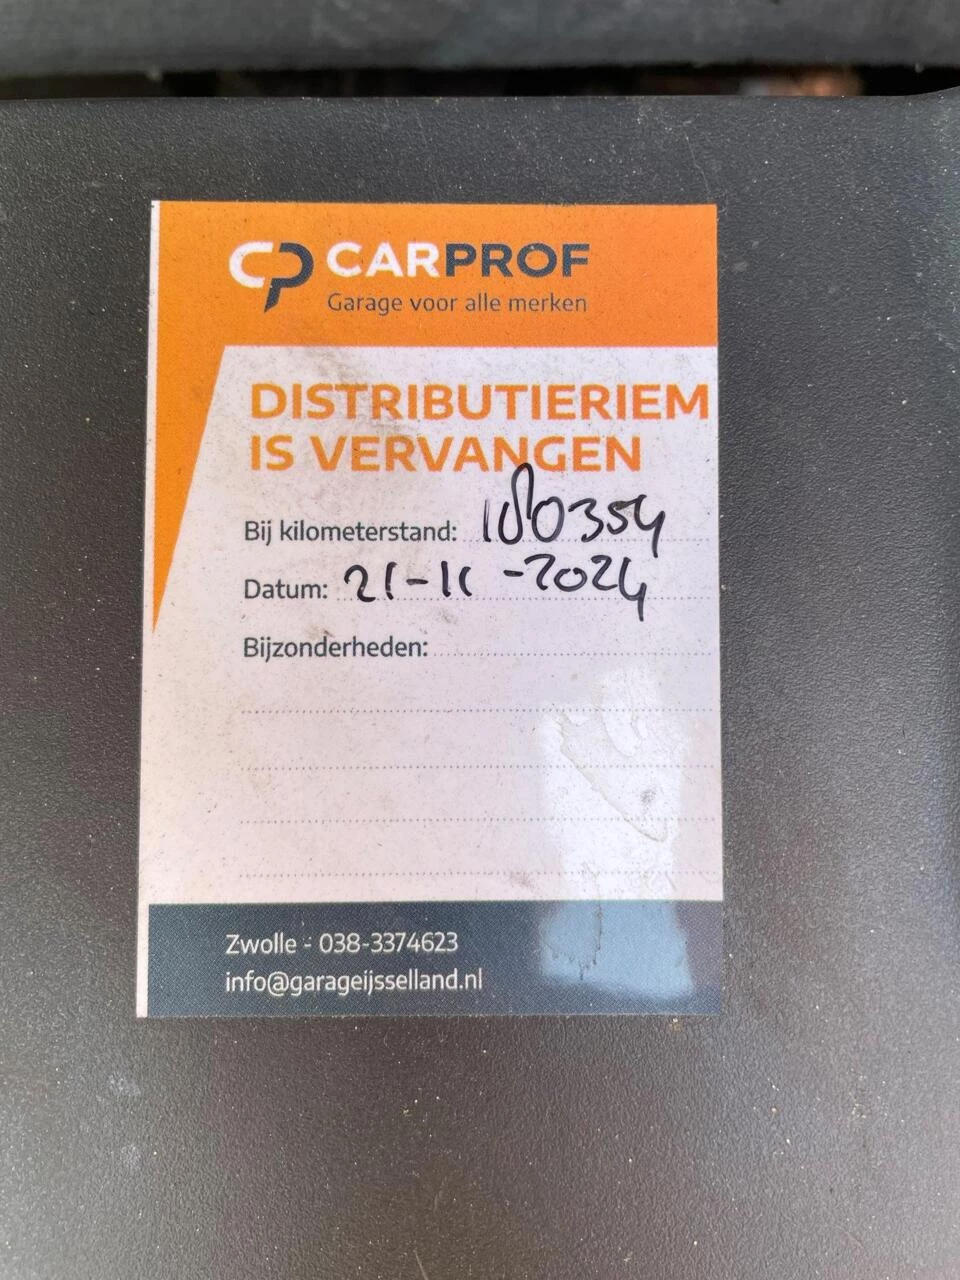 CARPROF
Garage voor alle merken
DISTRIBUTIERIEM
IS VERVANGEN
Bij kilometerstand: 180354
Datum: 21-11-2024
Bijzonderheden:
Zwolle - 038-3374623
info@garageijsselland.nl